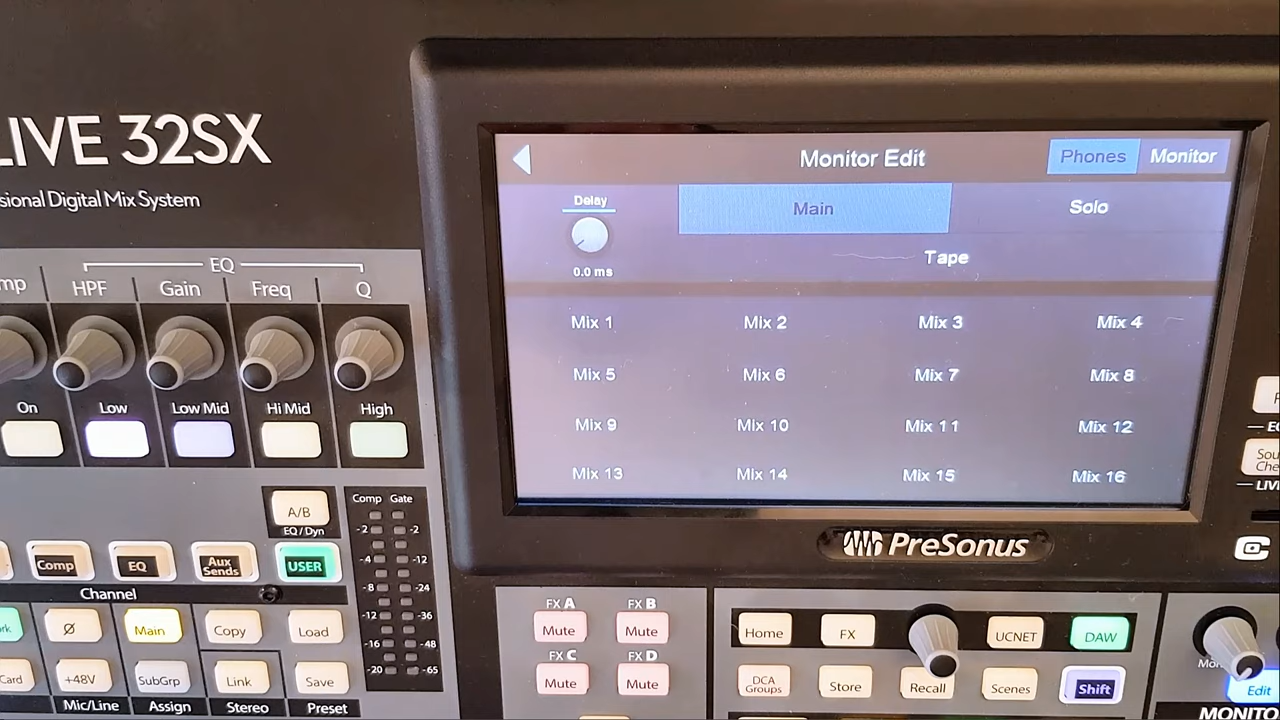 LIVE 32SX
sional Digital Mix System
EQ
mp HPF Gain Freq Q
On Low Low Mid Hi Mid High
A/B
EQ / Dyn
Comp Gate
-2 -2
-4 -12
-8 -24
-12 -36
-16 -48
-20 -65
Comp EQ Aux Sends USER
Channel
Ø Main Copy Load
Card +48V SubGrp Link Save
Mic/Line Assign Stereo Preset
Monitor Edit
Phones Monitor
Delay
0.0 ms
Main Solo
Tape
Mix 1 Mix 2 Mix 3 Mix 4
Mix 5 Mix 6 Mix 7 Mix 8
Mix 9 Mix 10 Mix 11 Mix 12
Mix 13 Mix 14 Mix 15 Mix 16
PreSonus
FX A FX B
Mute Mute
FX C FX D
Mute Mute
Home FX UCNET DAW
DCA Groups Store Recall Scenes Shift
Edit
MONITO